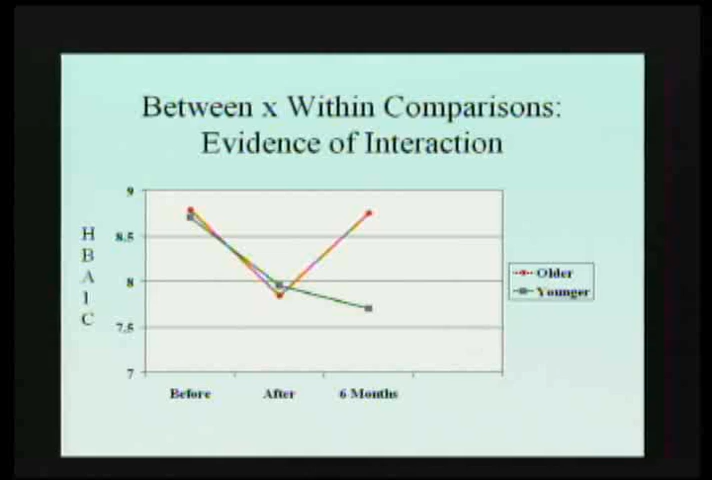 Between x Within Comparisons:
Evidence of Interaction
9
8.5
8
7.5
7
H
B
A
1
C
Before
After
6 Months
Older
Younger